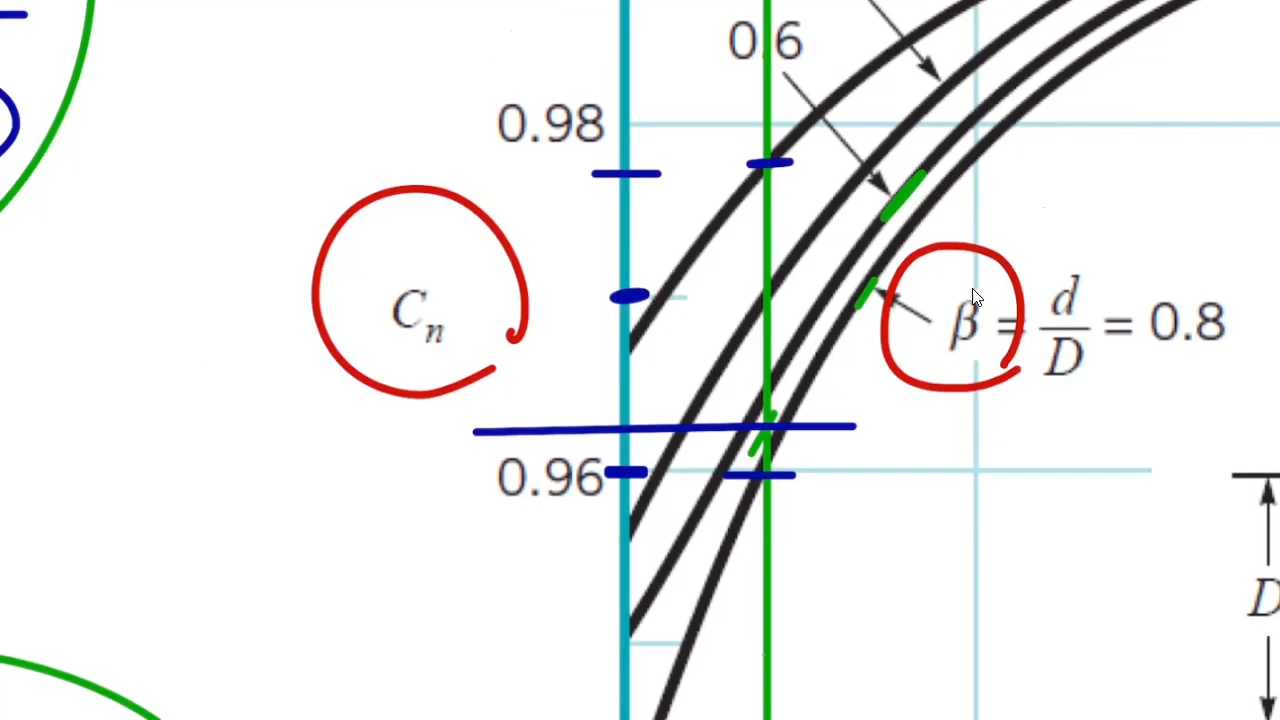 0.6
0.98
Cn
β = d/D = 0.8
0.96
D